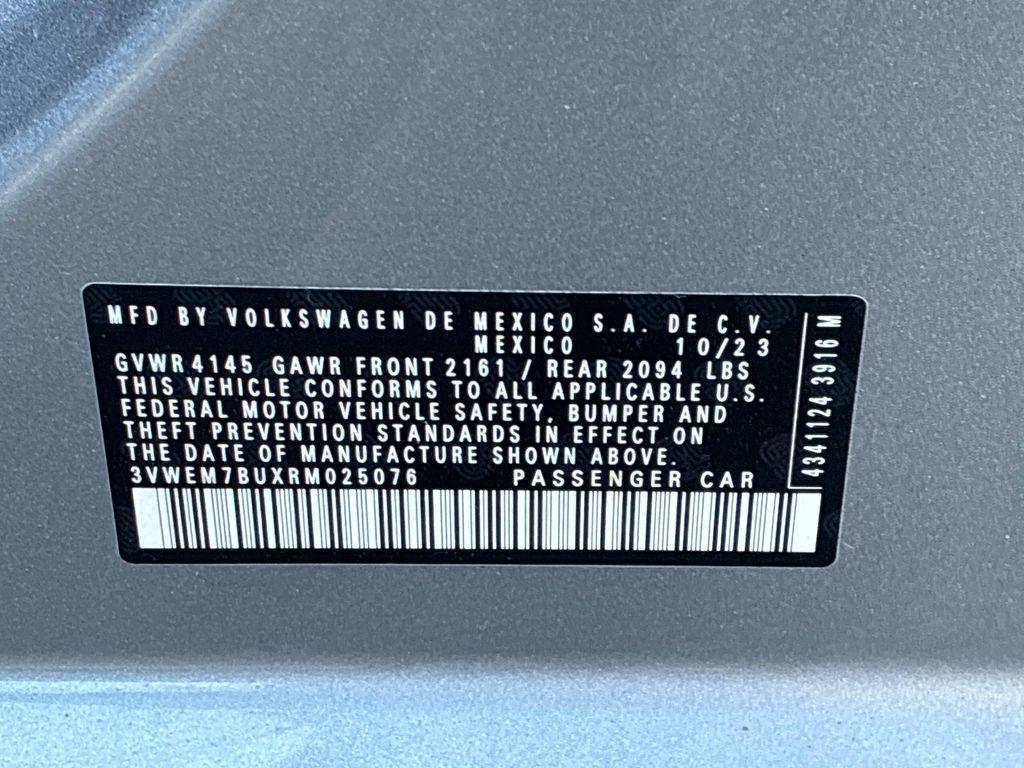 MFD BY VOLKSWAGEN DE MEXICO S.A. DE C.V.
MEXICO 10/23
GVWR 4145 GAWR FRONT 2161 / REAR 2094 LBS
THIS VEHICLE CONFORMS TO ALL APPLICABLE U.S.
FEDERAL MOTOR VEHICLE SAFETY, BUMPER AND
THEFT PREVENTION STANDARDS IN EFFECT ON
THE DATE OF MANUFACTURE SHOWN ABOVE.
3VWEM7BUXRM025076 PASSENGER CAR
4341124 3916 M